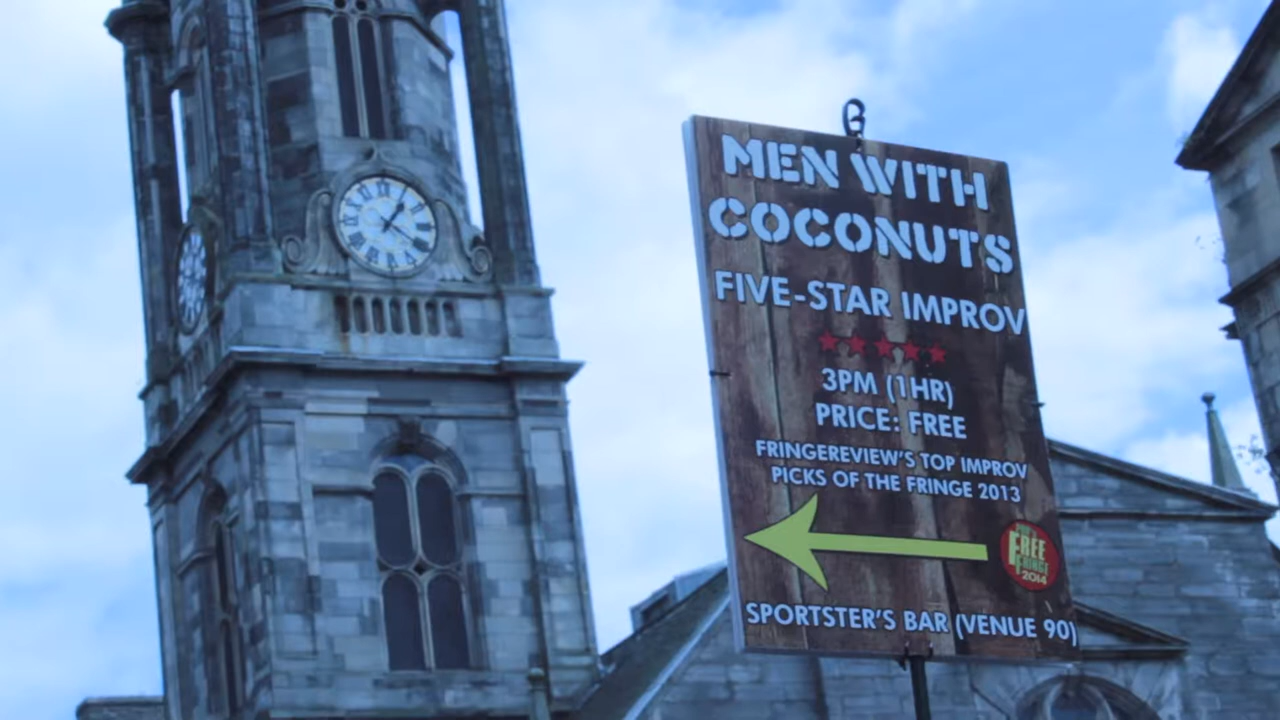 MEN WITH
COCONUTS
FIVE-STAR IMPROV
3PM (1HR)
PRICE: FREE
FRINGEREVIEW'S TOP IMPROV
PICKS OF THE FRINGE 2013
FREE
FRINGE
2014
SPORTSTER'S BAR (VENUE 90)